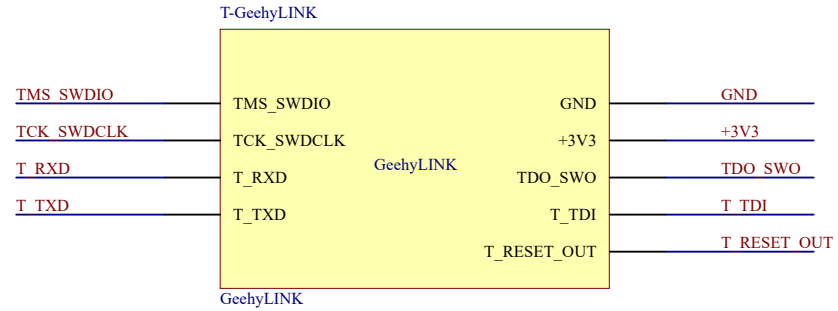 T-GeehyLINK
TMS_SWDIO TMS_SWDIO GND GND
TCK_SWDCLK TCK_SWDCLK +3V3 +3V3
T_RXD T_RXD GeehyLINK TDO_SWO TDO_SWO
T_TXD T_TXD T_TDI T_TDI
T_RESET_OUT T_RESET_OUT
GeehyLINK